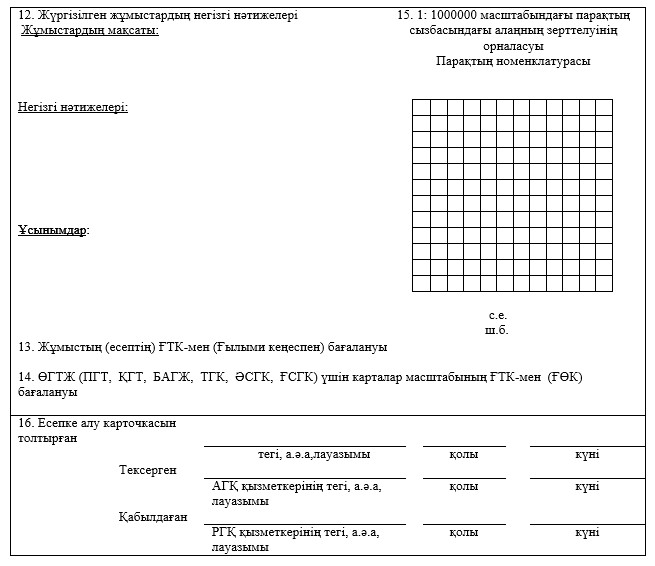 12. Жүргізілген жұмыстардың негізгі нәтижелері
Жұмыстардың мақсаты:
15. 1: 1000000 масштабындағы парақтың
сызбасындағы алаңның зерттелуінің
орналасуы
Парақтың номенклатурасы
Негізгі нәтижелері:
Ұсынымдар:
с.е.
ш.б.
13. Жұмыстың (есептің) ҒТК-мен (Ғылыми кеңеспен) бағалануы
14. ӨГТЖ (ПГТ, ҚГТ, БАГЖ, ТГК, ӘСГК, ҒСГК) үшін карталар масштабының ҒТК-мен (ҒӨК)
бағалануы
16. Есепке алу карточкасын
толтырған
тегі, а.ә.а,лауазымы қолы күні
Тексерген
АГҚ қызметкерінің тегі, а.ә.а, қолы күні
лауазымы
Қабылдаған
РГҚ қызметкерінің тегі, а.ә.а, қолы күні
лауазымы